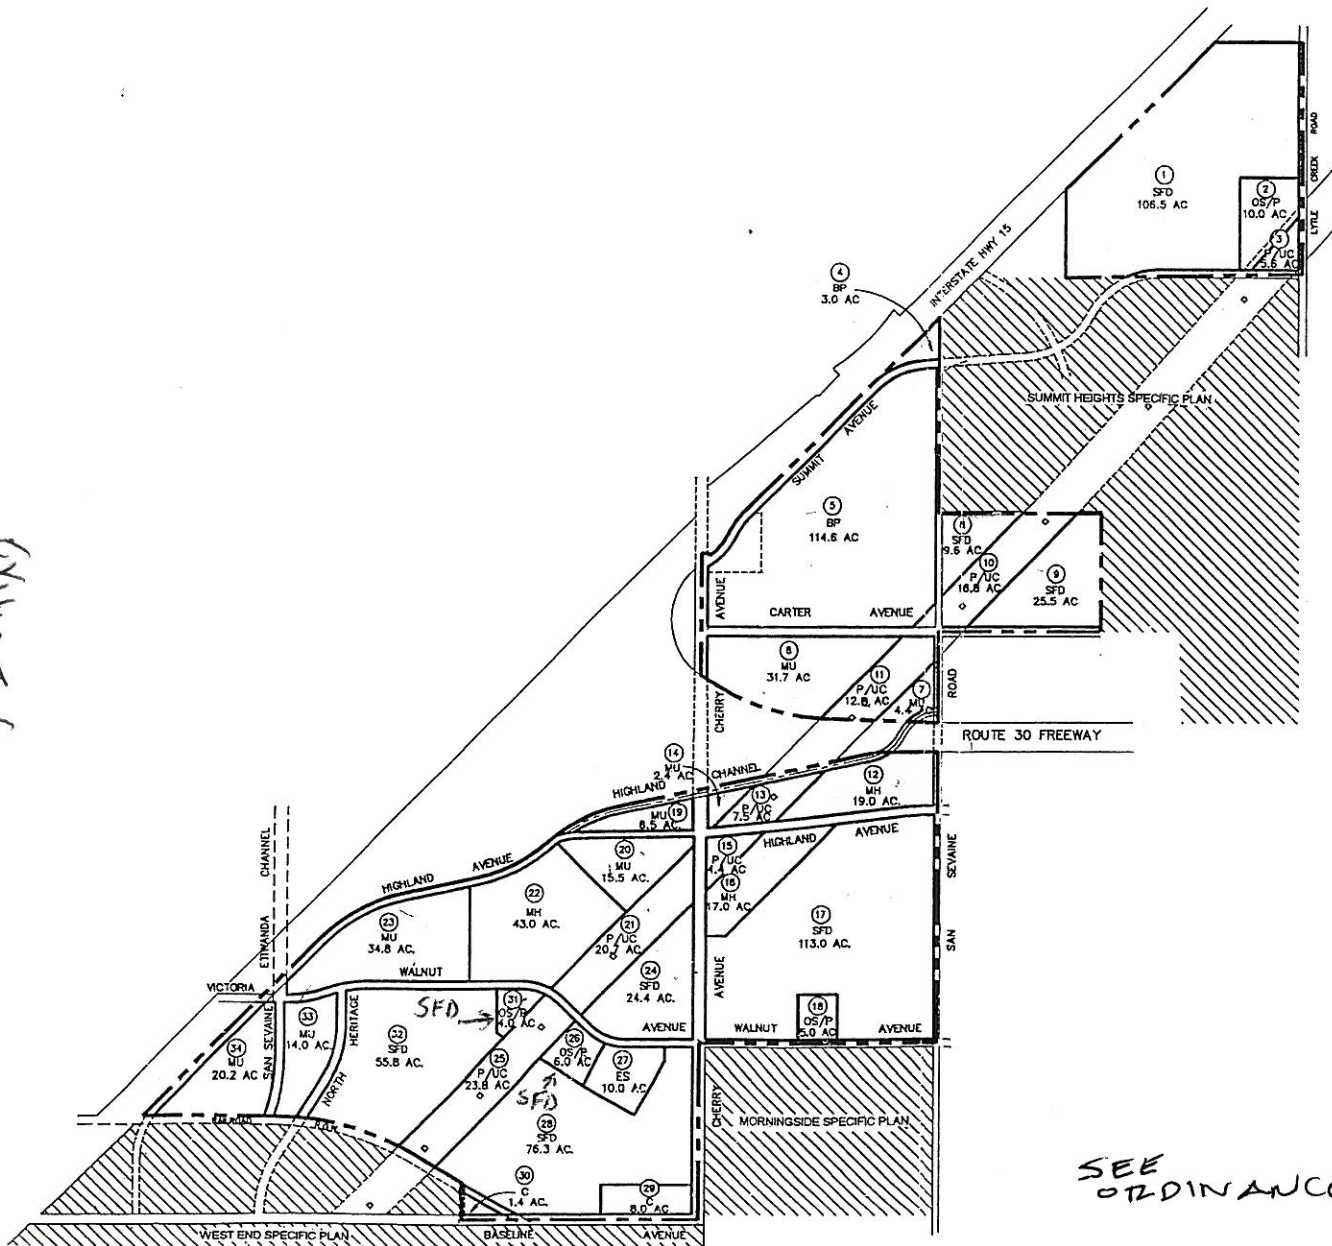 1
SFD
106.5 AC
2
OS/P
10.0 AC
3
P/UC
5.6 AC
LYTLE CREEK ROAD
INTERSTATE HWY 15
4
BP
3.0 AC
SUMMIT HEIGHTS SPECIFIC PLAN
SUMMIT AVENUE
5
BP
114.6 AC
8
SFD
9.6 AC
10
P/UC
16.8 AC
9
SFD
25.5 AC
AVENUE
CARTER AVENUE
6
MU
31.7 AC
11
P/UC
12.8 AC
7
MU
4.4
ROAD
CHERRY
ROUTE 30 FREEWAY
14
MU
2.4 AC
HIGHLAND CHANNEL
12
MH
19.0 AC.
13
P/UC
7.5 AC
19
MU
6.5 AC.
HIGHLAND AVENUE
ETIWANDA CHANNEL
HIGHLAND AVENUE
20
MU
15.5 AC.
15
P/UC
4.4 AC
16
MH
17.0 AC
SAN SEVAINE
22
MH
43.0 AC.
17
SFD
113.0 AC.
23
MU
34.8 AC.
21
P/UC
20.7 AC.
24
SFD
24.4 AC.
WALNUT
VICTORIA
AVENUE
31
OS/P
4.0 AC
SFD
18
OS/P
5.0 AC
AVENUE
WALNUT AVENUE
SAN SEVAINE
33
MU
14.0 AC.
NORTH HERITAGE
32
SFD
55.8 AC.
34
MU
20.2 AC
26
OS/P
6.0 AC
27
ES
10.0 AC
25
P/UC
23.8 AC
SFD
28
SFD
76.3 AC.
CHERRY
RAILROAD R.O.W.
MORNINGSIDE SPECIFIC PLAN
SEE
ORDINANC
30
C
1.4 AC.
29
C
8.0 AC
WEST END SPECIFIC PLAN
BASELINE AVENUE